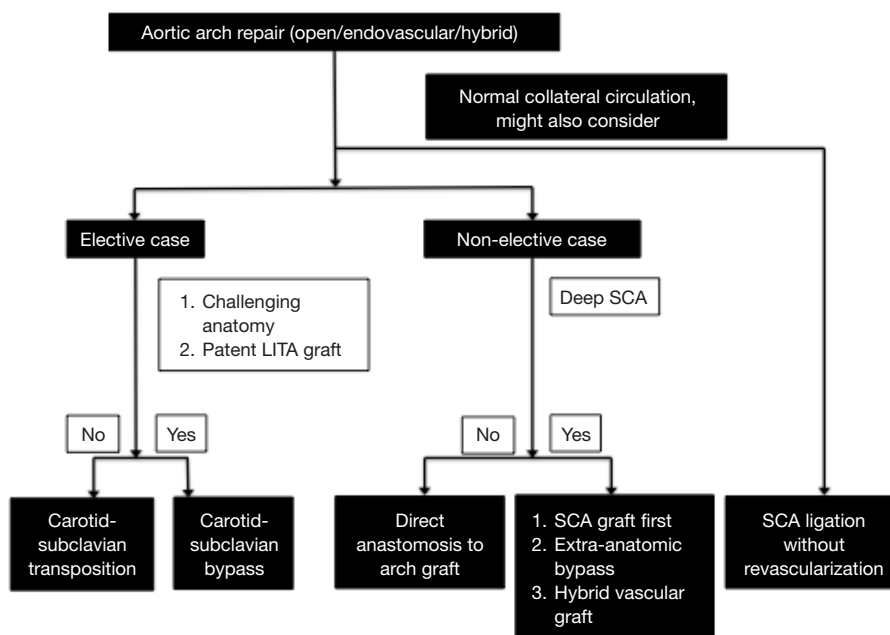 Aortic arch repair (open/endovascular/hybrid)
Normal collateral circulation,
might also consider
Elective case
Non-elective case
1. Challenging
anatomy
2. Patent LITA graft
Deep SCA
No
Yes
No
Yes
Carotid-
subclavian
transposition
Carotid-
subclavian
bypass
Direct
anastomosis to
arch graft
1. SCA graft first
2. Extra-anatomic
bypass
3. Hybrid vascular
graft
SCA ligation
without
revascularization